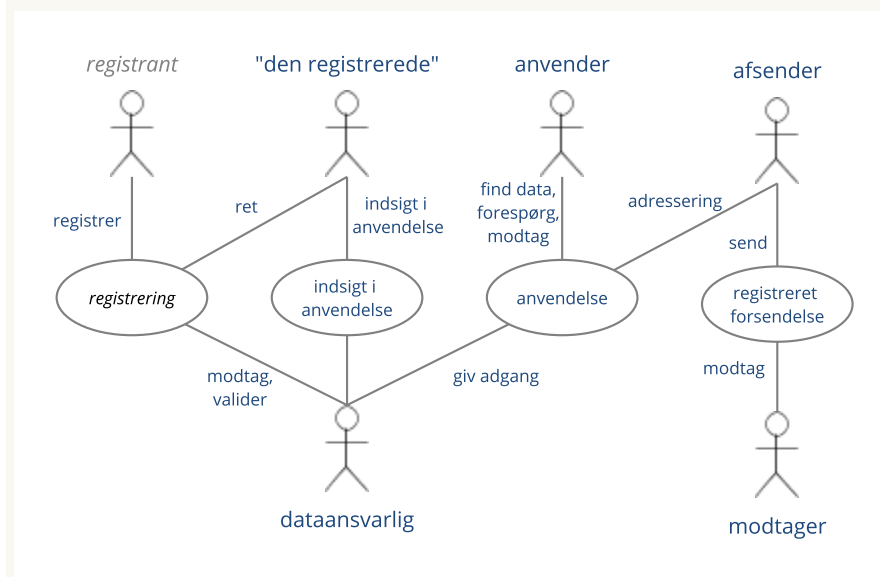 registrant
"den registrerede"
anvender
afsender
registrer
ret
indsigt i
anvendelse
find data,
forespørg,
modtag
adressering
send
registrering
indsigt i
anvendelse
anvendelse
registreret
forsendelse
modtag,
valider
giv adgang
modtag
dataansvarlig
modtager